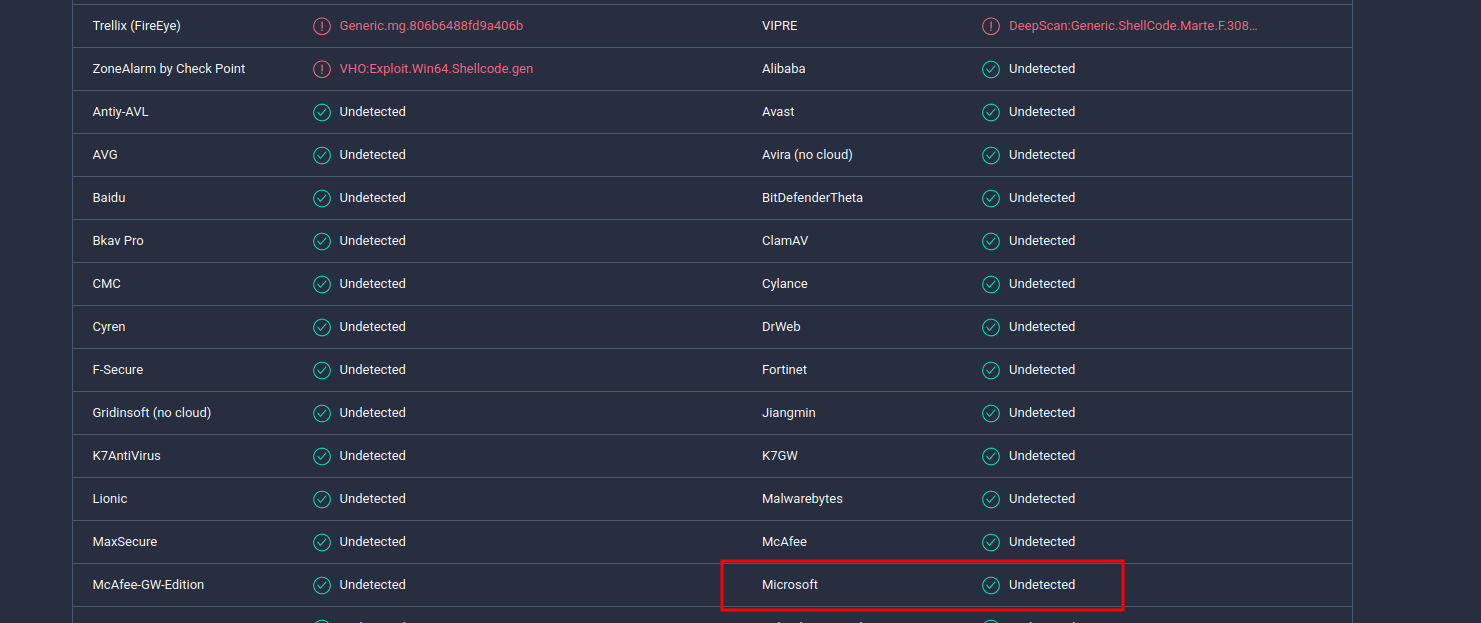 Trellix (FireEye) Generic.mg.806b6488fd9a406b VIPRE DeepScan:Generic.ShellCode.Marte.F.308...
ZoneAlarm by Check Point VHO:Exploit.Win64.Shellcode.gen Alibaba Undetected
Antiy-AVL Undetected Avast Undetected
AVG Undetected Avira (no cloud) Undetected
Baidu Undetected BitDefenderTheta Undetected
Bkav Pro Undetected ClamAV Undetected
CMC Undetected Cylance Undetected
Cyren Undetected DrWeb Undetected
F-Secure Undetected Fortinet Undetected
Gridinsoft (no cloud) Undetected Jiangmin Undetected
K7AntiVirus Undetected K7GW Undetected
Lionic Undetected Malwarebytes Undetected
MaxSecure Undetected McAfee Undetected
McAfee-GW-Edition Undetected Microsoft Undetected